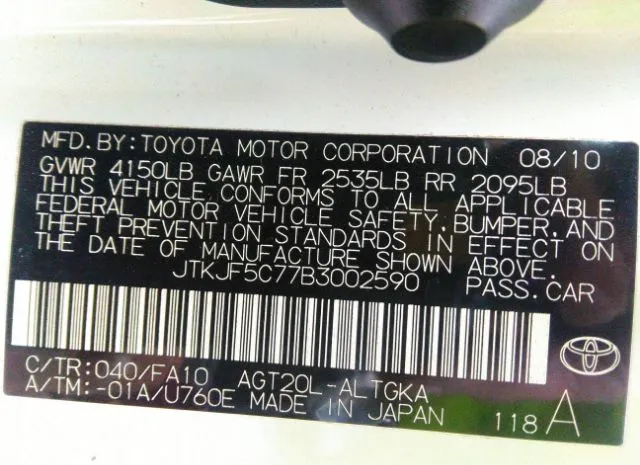 MFD. BY: TOYOTA MOTOR CORPORATION 08/10
GVWR 4150LB GAWR FR 2535LB RR 2095LB
THIS VEHICLE CONFORMS TO ALL APPLICABLE
FEDERAL MOTOR VEHICLE SAFETY, BUMPER, AND
THEFT PREVENTION STANDARDS IN EFFECT ON
THE DATE OF MANUFACTURE SHOWN ABOVE.
JTKJF5C77B3002590 PASS. CAR
C/TR: 040/FA10 AGT20L-ALTGKA
A/TM: -01A/U760E MADE IN JAPAN 118 A